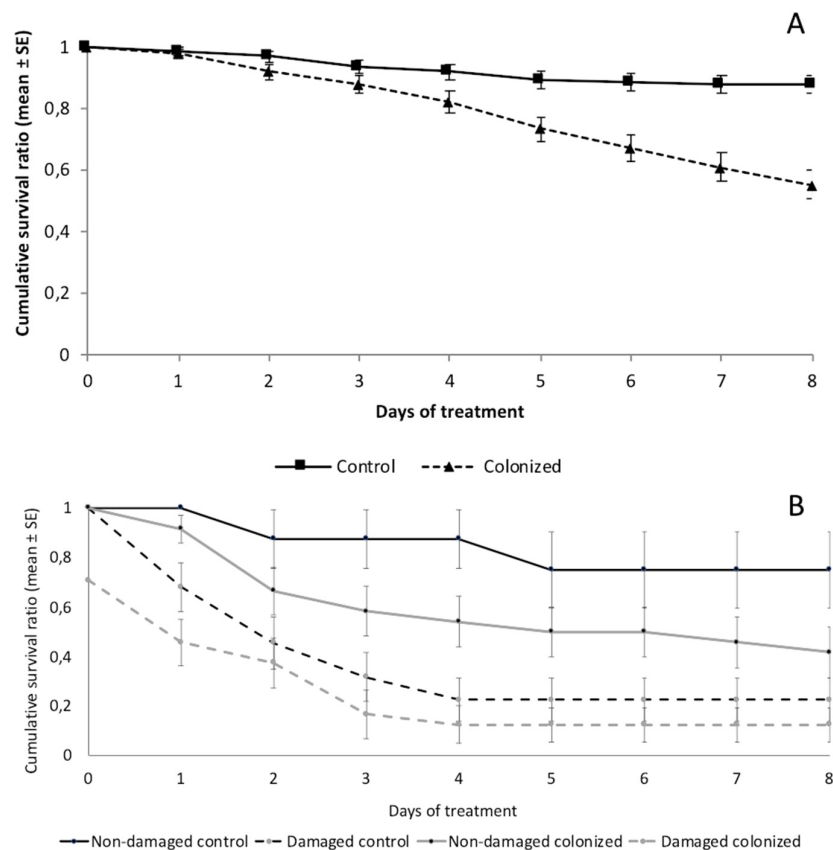 A
Cumulative survival ratio (mean ± SE)
1
0,8
0,6
0,4
0,2
0
0 1 2 3 4 5 6 7 8
Days of treatment
Control Colonized
B
Cumulative survival ratio (mean ± SE)
1
0,8
0,6
0,4
0,2
0
0 1 2 3 4 5 6 7 8
Days of treatment
Non-damaged control Damaged control Non-damaged colonized Damaged colonized